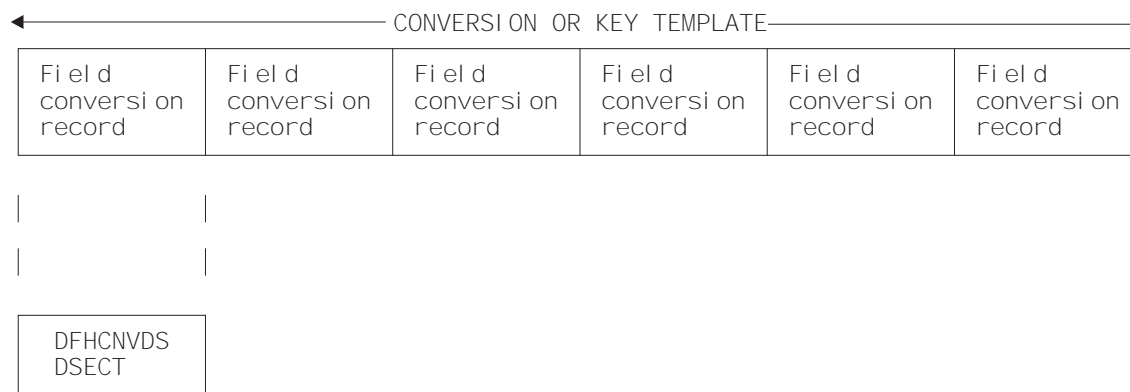 CONVERSION OR KEY TEMPLATE
Field Field Field Field Field Field
conversion conversion conversion conversion conversion conversion
record record record record record record
DFHCNVDS
DSECT